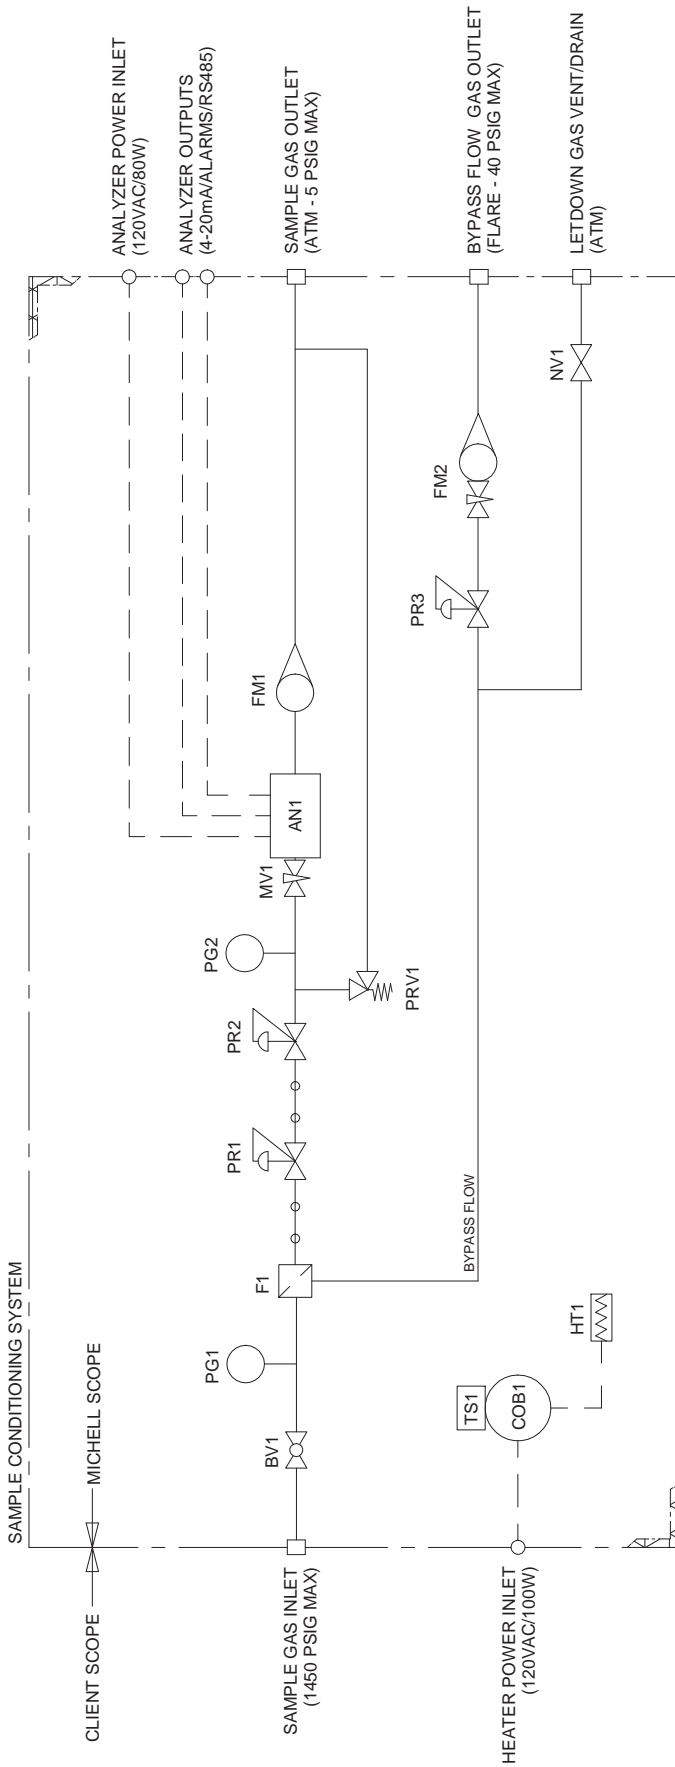 SAMPLE CONDITIONING SYSTEM
CLIENT SCOPE
MICHELL SCOPE
ANALYZER POWER INLET
(120VAC/80W)
ANALYZER OUTPUTS
(4-20mA/ALARMS/RS485)
SAMPLE GAS INLET
(1450 PSIG MAX)
BV1
PG1
F1
PR1
PR2
PG2
MV1
AN1
FM1
SAMPLE GAS OUTLET
(ATM - 5 PSIG MAX)
PRV1
BYPASS FLOW
PR3
FM2
BYPASS FLOW GAS OUTLET
(FLARE - 40 PSIG MAX)
HEATER POWER INLET
(120VAC/100W)
TS1
COB1
HT1
NV1
LETDOWN GAS VENT/DRAIN
(ATM)